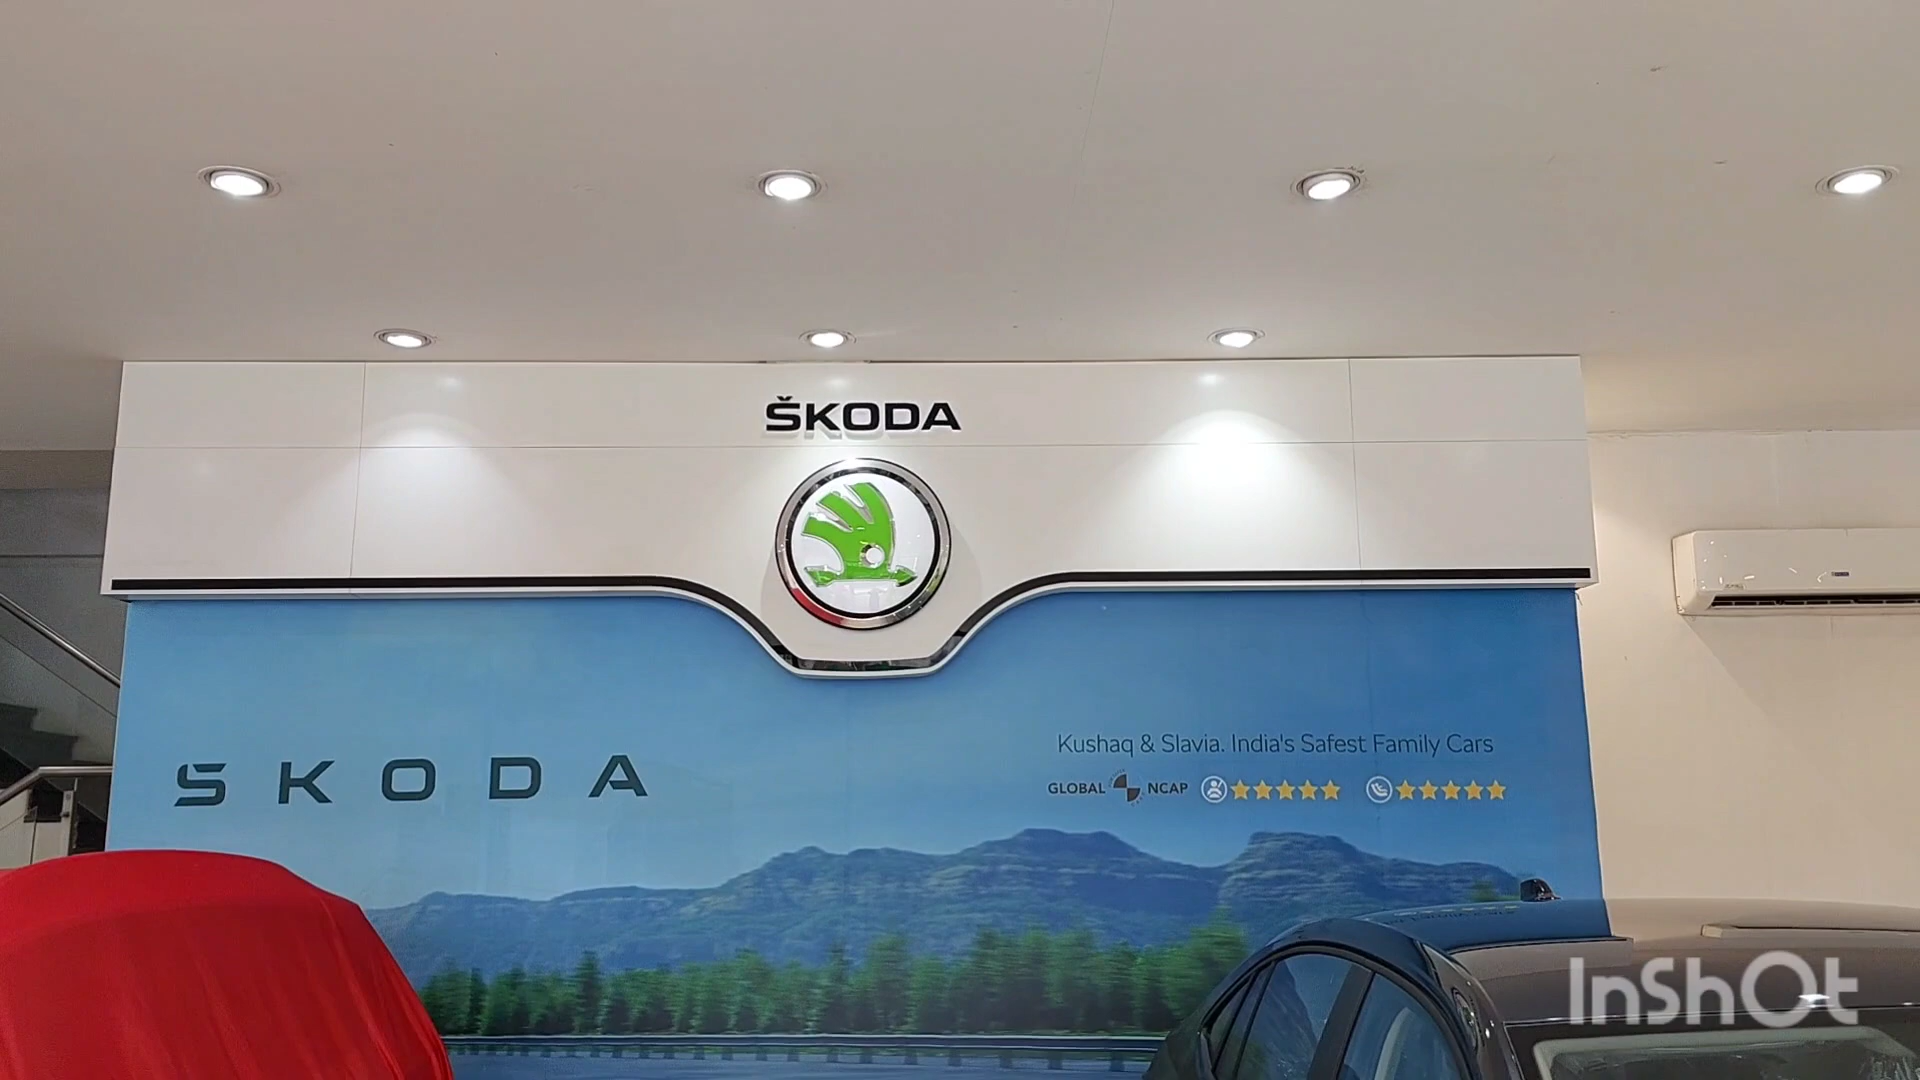 ŠKODA
SKODA
Kushaq & Slavia. India's Safest Family Cars
GLOBAL NCAP
InShOt